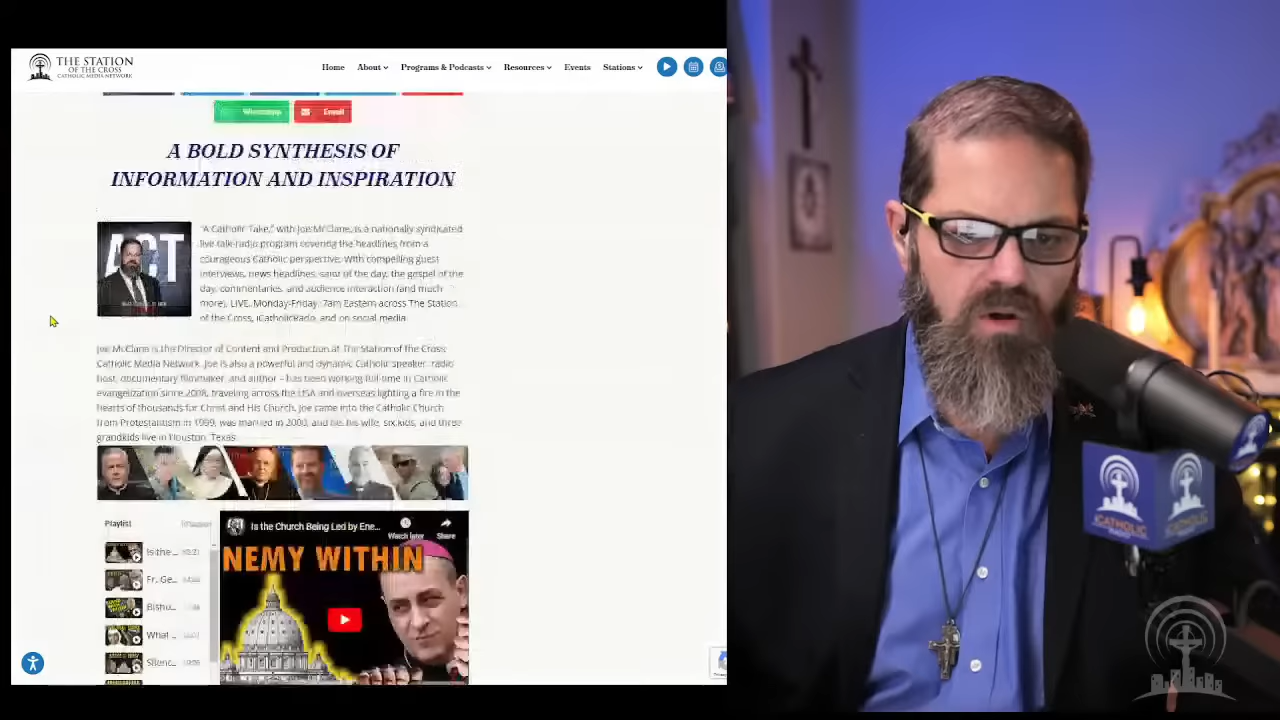 THE STATION
OF THE CROSS
CATHOLIC MEDIA NETWORK
Home About Programs & Podcasts Resources Events Stations
WhatsApp Email
A BOLD SYNTHESIS OF
INFORMATION AND INSPIRATION
ACT
"A Catholic Take," with Joe McClane, is a nationally syndicated
live talk-radio program covering the headlines from a
courageous Catholic perspective. With compelling guest
interviews, news headlines, saint of the day, the gospel of the
day, commentaries, and audience interaction (and much
more), LIVE, Monday-Friday, 7am Eastern across The Station
of the Cross, iCatholicRadio, and on social media.
Joe McClane is the Director of Content and Production at The Station of the Cross
Catholic Media Network. Joe is also a powerful and dynamic Catholic speaker, radio
host, documentary filmmaker, and author – has been working full-time in Catholic
evangelization since 2008, traveling across the USA and overseas lighting a fire in the
hearts of thousands for Christ and His Church. Joe came into the Catholic Church
from Protestantism in 1999, was married in 2000, and he, his wife, six kids, and three
grandkids live in Houston, Texas.
Playlist
Is the ...
Fr. Ge...
Bishu...
What ...
Silenc...
Is the Church Being Led by Ene...
Watch later Share
NEMY WITHIN
iCATHOLIC